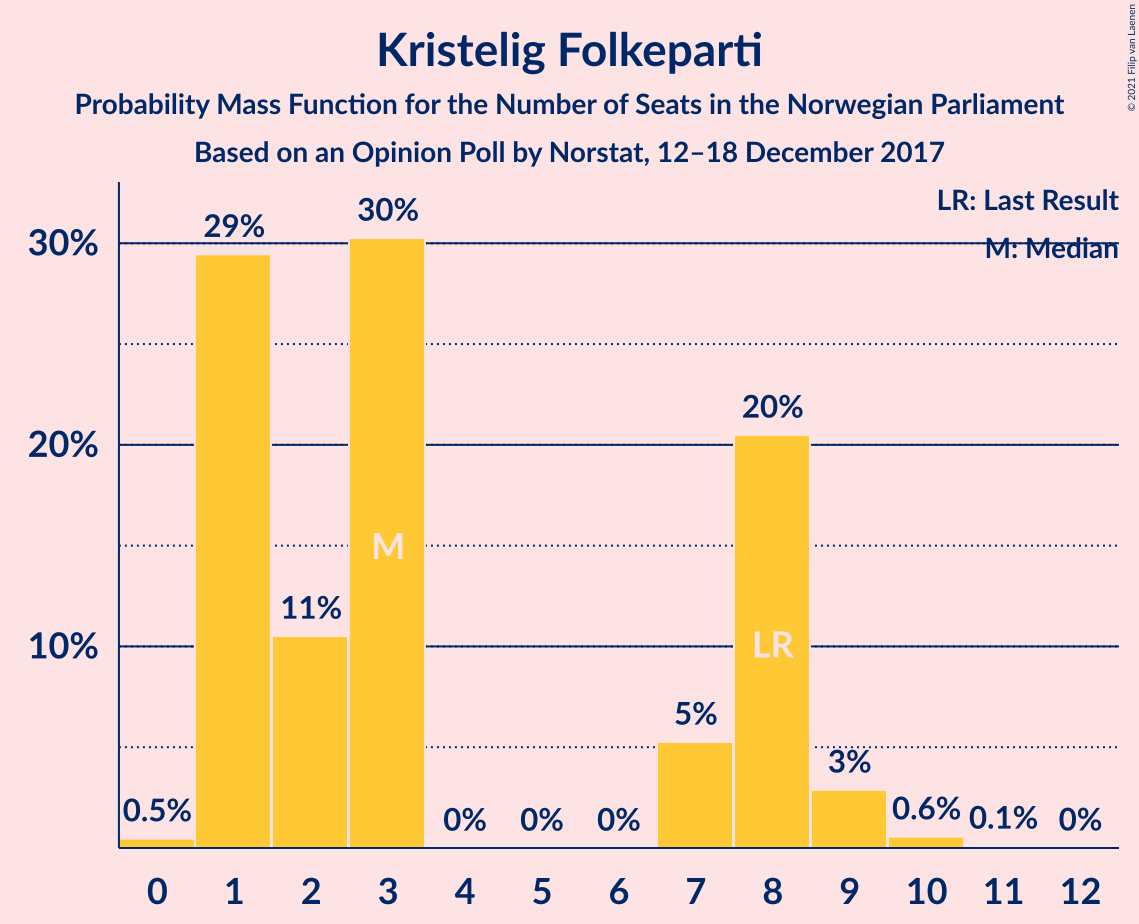 Kristelig Folkeparti
Probability Mass Function for the Number of Seats in the Norwegian Parliament
Based on an Opinion Poll by Norstat, 12–18 December 2017
© 2021 Filip van Laenen
LR: Last Result
M: Median
30%
20%
10%
0.5%
29%
11%
30%
0%
0%
0%
5%
20%
3%
0.6%
0.1%
0%
M
LR
0 1 2 3 4 5 6 7 8 9 10 11 12